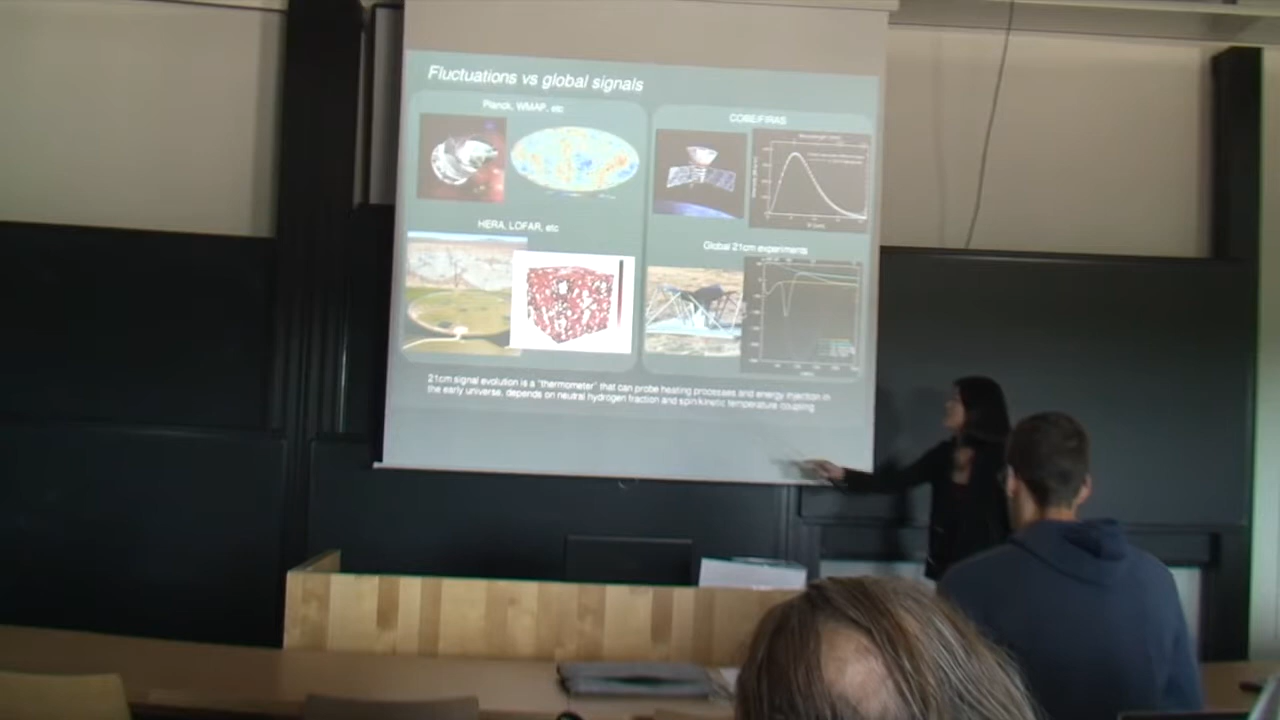 Fluctuations vs global signals
Planck, WMAP, etc
COBE/FIRAS
HERA, LOFAR, etc
Global 21cm experiments
21cm signal evolution is a "thermometer" that can probe heating processes and energy injection in
the early universe, depends on neutral hydrogen fraction and spin/kinetic temperature coupling